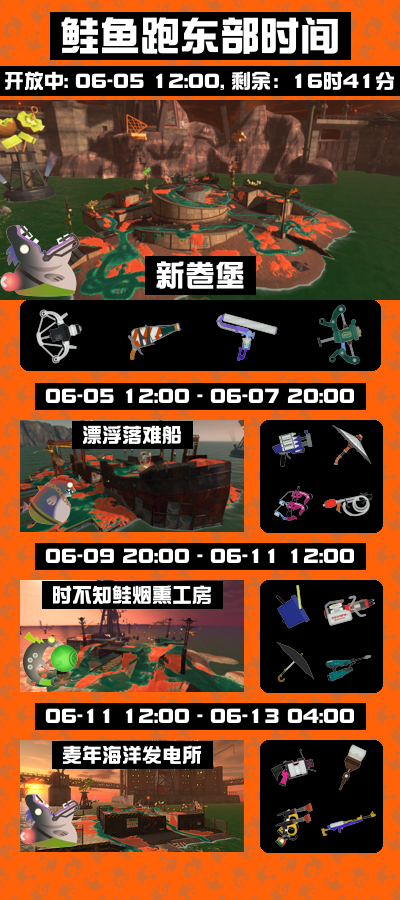 鲑鱼跑东部时间
开放中: 06-05 12:00, 剩余: 16时41分
新卷堡
06-05 12:00 - 06-07 20:00
漂浮落难船
06-09 20:00 - 06-11 12:00
时不知鲑烟熏工房
06-11 12:00 - 06-13 04:00
麦年海洋发电所